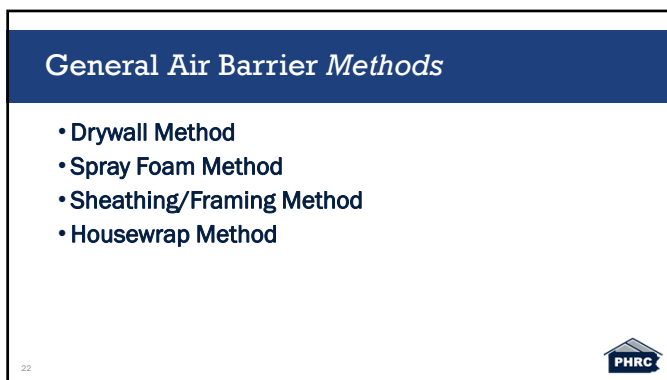 General Air Barrier Methods
• Drywall Method
• Spray Foam Method
• Sheathing/Framing Method
• Housewrap Method
22
PHRC